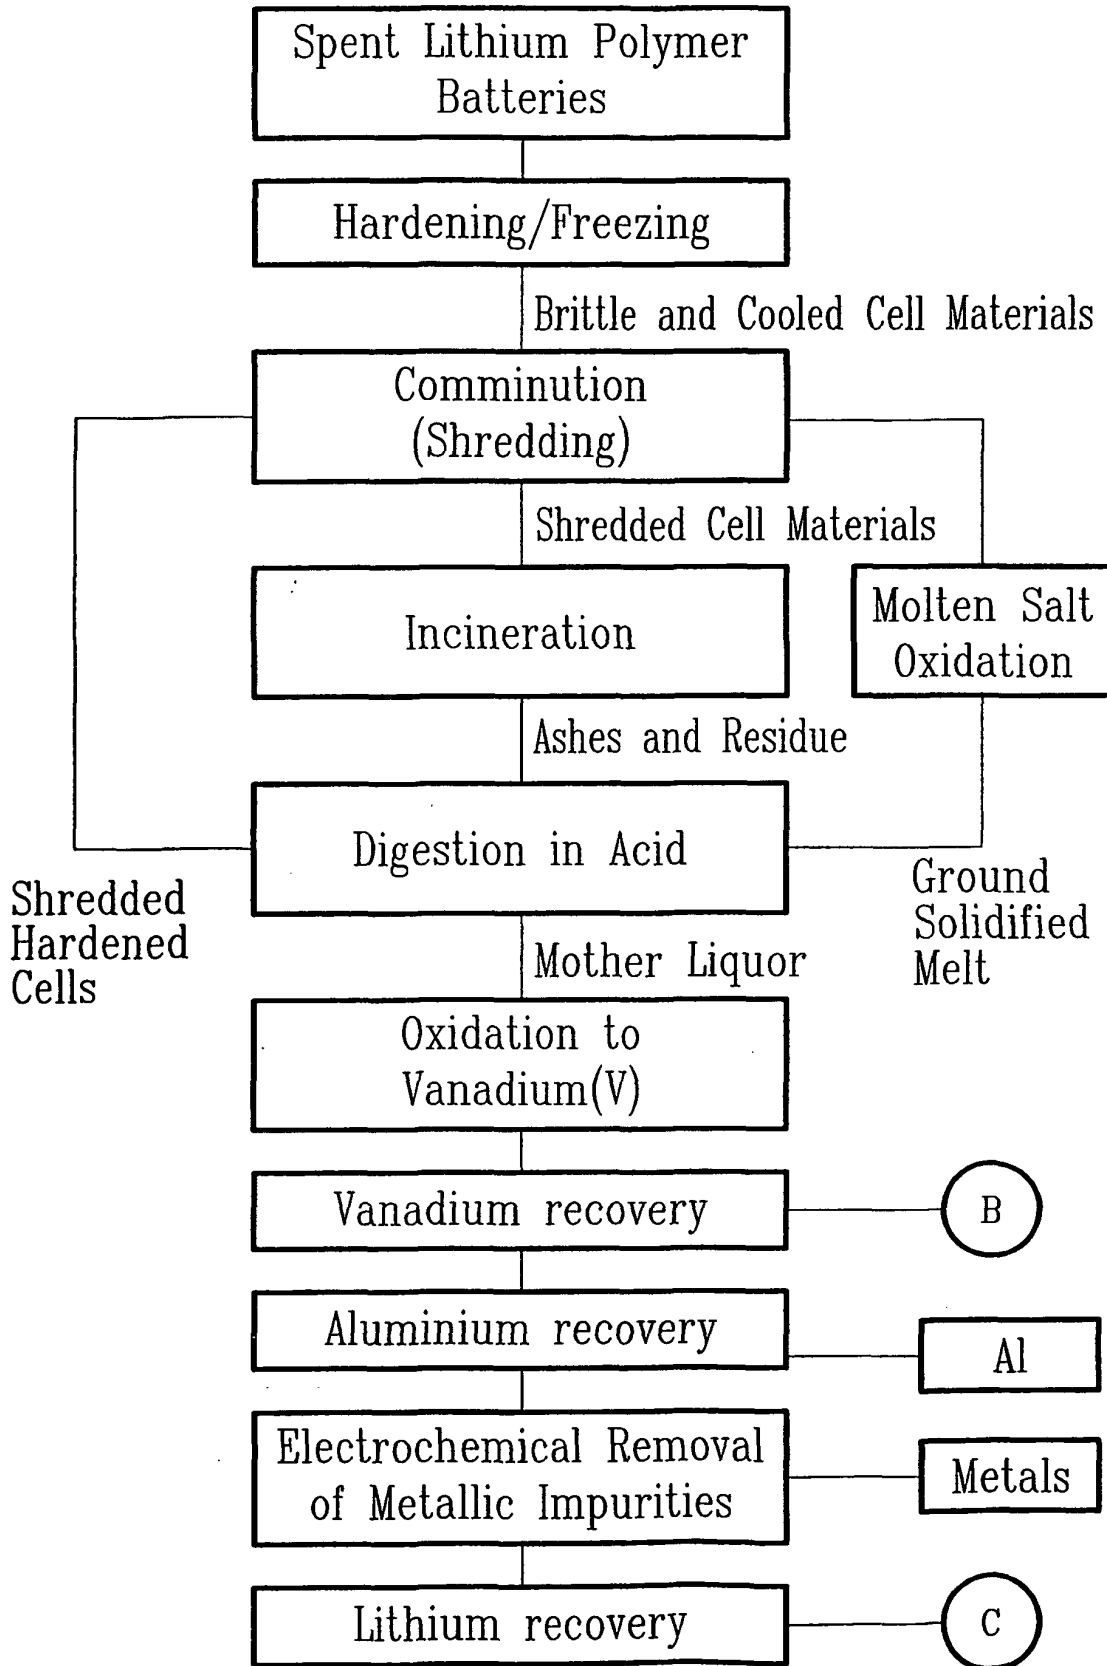 Spent Lithium Polymer
Batteries
Hardening/Freezing
Brittle and Cooled Cell Materials
Comminution
(Shredding)
Shredded Cell Materials
Incineration
Molten Salt
Oxidation
Ashes and Residue
Digestion in Acid
Shredded
Hardened
Cells
Ground
Solidified
Melt
Mother Liquor
Oxidation to
Vanadium(V)
Vanadium recovery
B
Aluminium recovery
Al
Electrochemical Removal
of Metallic Impurities
Metals
Lithium recovery
C